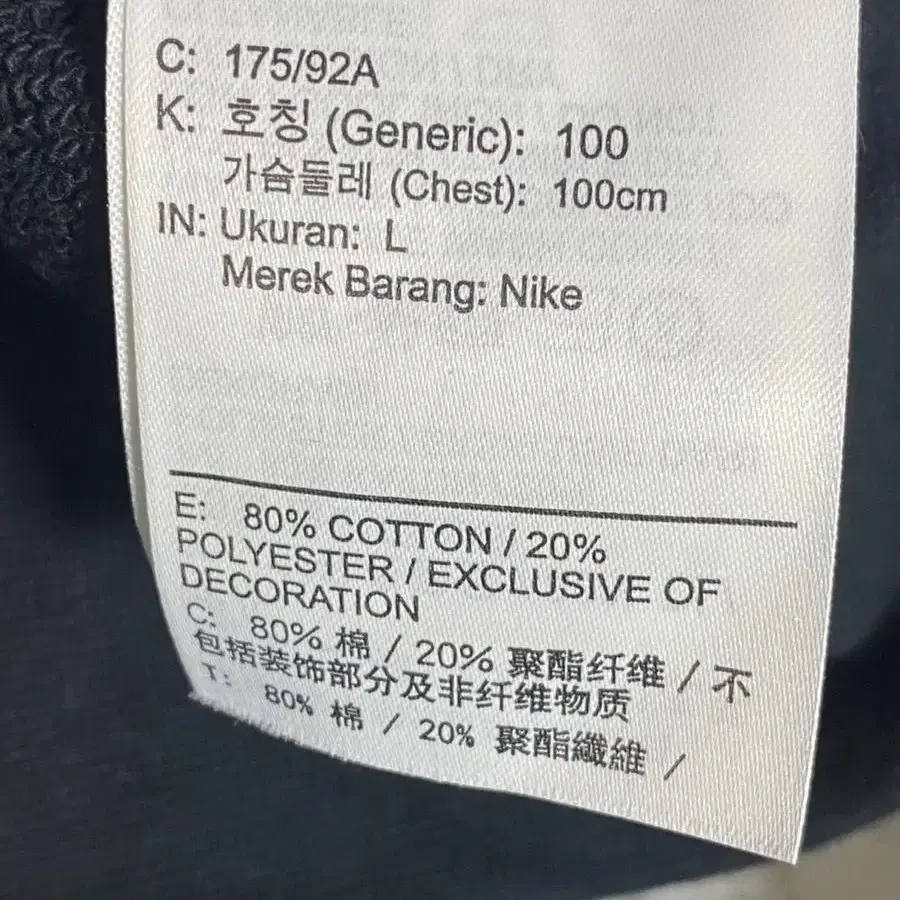 C: 175/92A
K: 호칭 (Generic): 100
가슴둘레 (Chest): 100cm
IN: Ukuran: L
Merek Barang: Nike
E: 80% COTTON / 20%
POLYESTER / EXCLUSIVE OF
DECORATION
C: 80% 棉 / 20% 聚酯纤维 / 不
包括装饰部分及非纤维物质
T: 80% 棉 / 20% 聚酯纖維 /